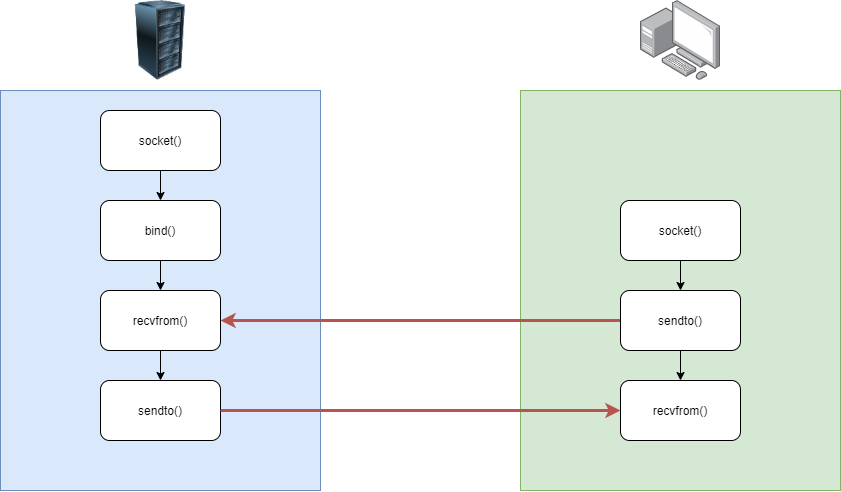 socket()
bind()
recvfrom()
sendto()
socket()
sendto()
recvfrom()